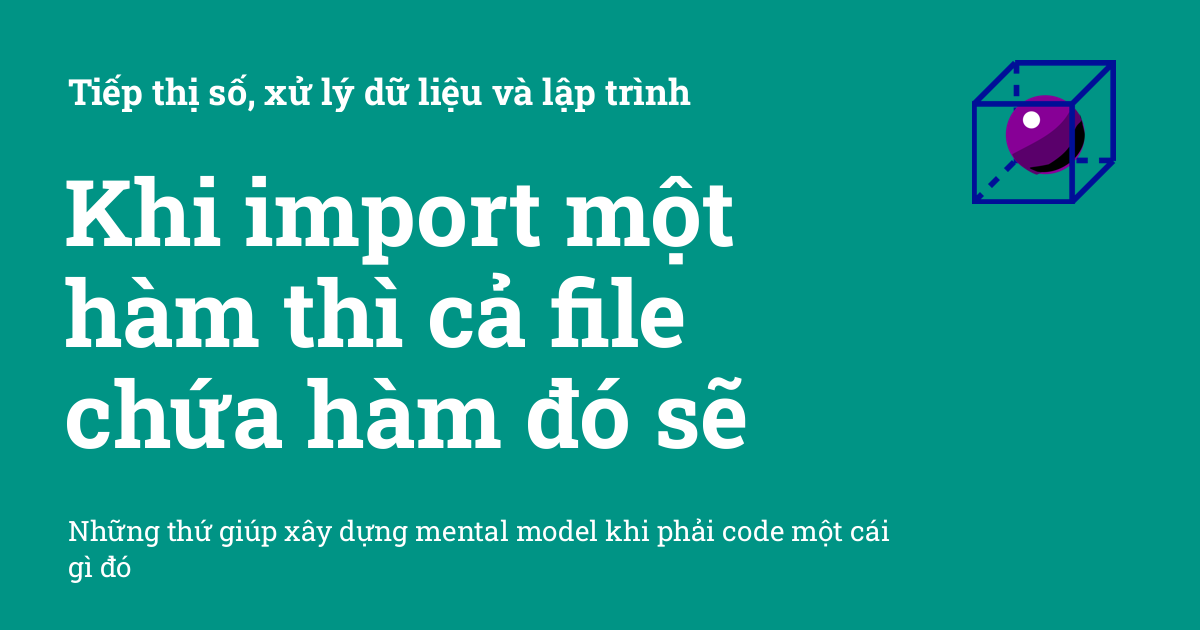 Tiếp thị số, xử lý dữ liệu và lập trình
Khi import một
hàm thì cả file
chứa hàm đó sẽ
Những thứ giúp xây dựng mental model khi phải code một cái
gì đó